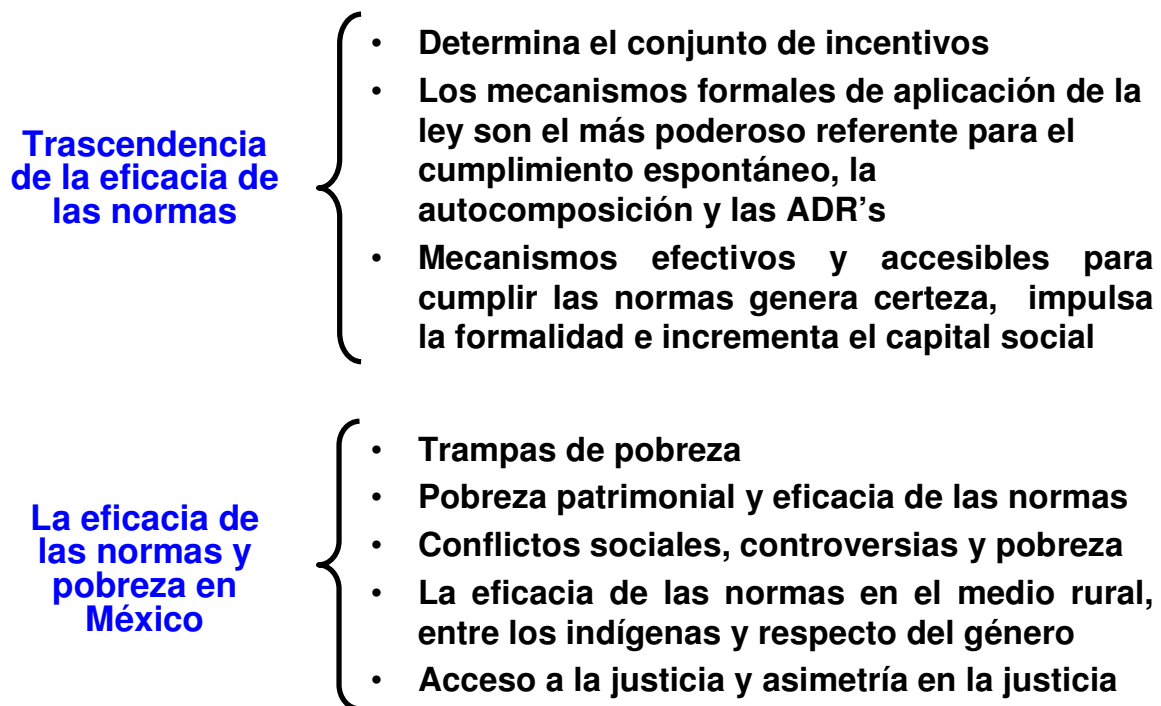 Trascendencia
de la eficacia de
las normas
• Determina el conjunto de incentivos
• Los mecanismos formales de aplicación de la
ley son el más poderoso referente para el
cumplimiento espontáneo, la
autocomposición y las ADR’s
• Mecanismos efectivos y accesibles para
cumplir las normas genera certeza, impulsa
la formalidad e incrementa el capital social
La eficacia de
las normas y
pobreza en
México
• Trampas de pobreza
• Pobreza patrimonial y eficacia de las normas
• Conflictos sociales, controversias y pobreza
• La eficacia de las normas en el medio rural,
entre los indígenas y respecto del género
• Acceso a la justicia y asimetría en la justicia